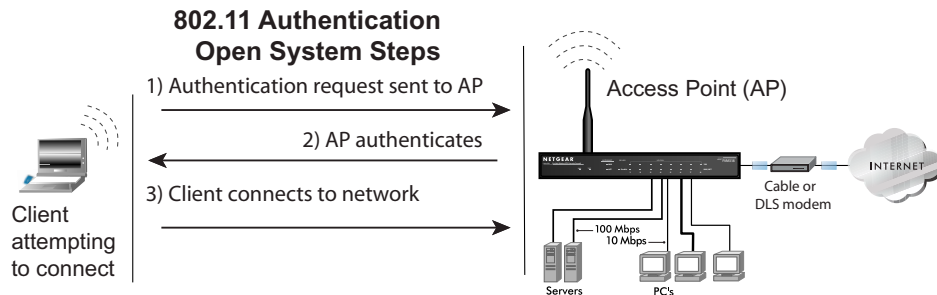 802.11 Authentication
Open System Steps
1) Authentication request sent to AP
2) AP authenticates
3) Client connects to network
Client
attempting
to connect
Access Point (AP)
NETGEAR
INTERNET
Cable or
DLS modem
100 Mbps
10 Mbps
Servers
PC's